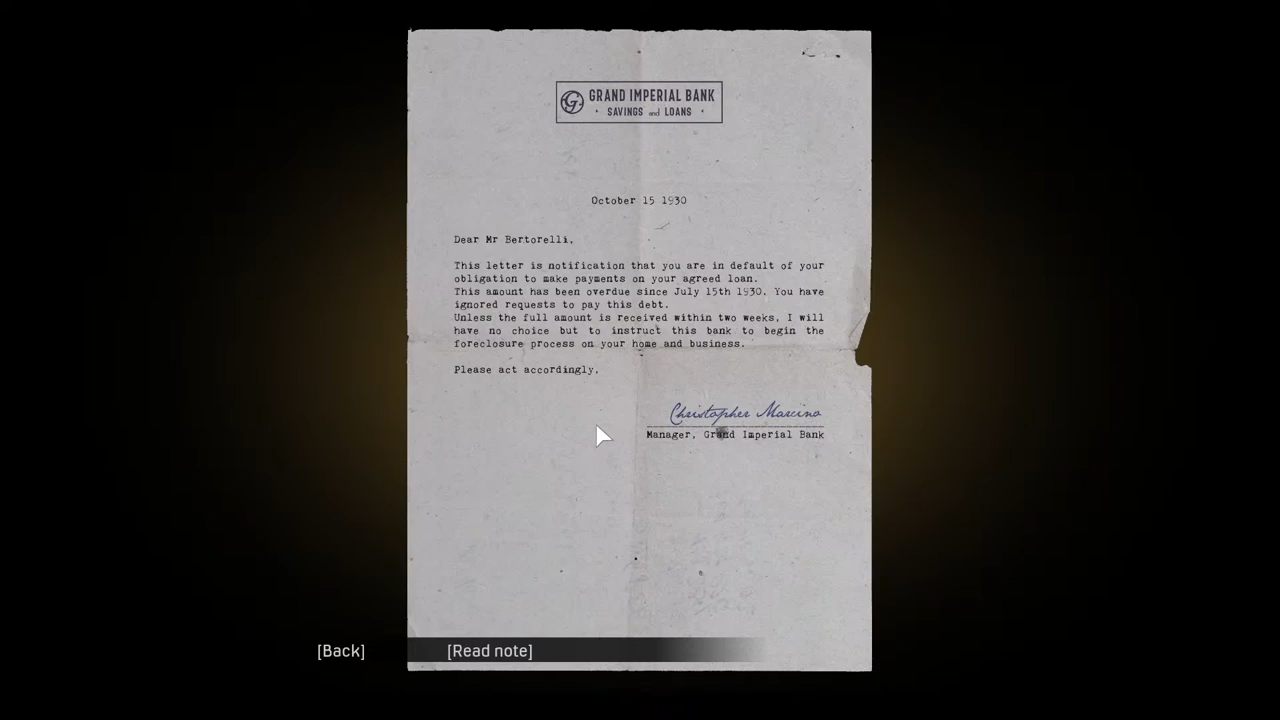 GRAND IMPERIAL BANK
· SAVINGS and LOANS ·
October 15 1930
Dear Mr Bertorelli,
This letter is notification that you are in default of your
obligation to make payments on your agreed loan.
This amount has been overdue since July 15th 1930. You have
ignored requests to pay this debt.
Unless the full amount is received within two weeks, I will
have no choice but to instruct this bank to begin the
foreclosure process on your home and business.
Please act accordingly,
Christopher Marcino
Manager, Grand Imperial Bank
[Back] [Read note]